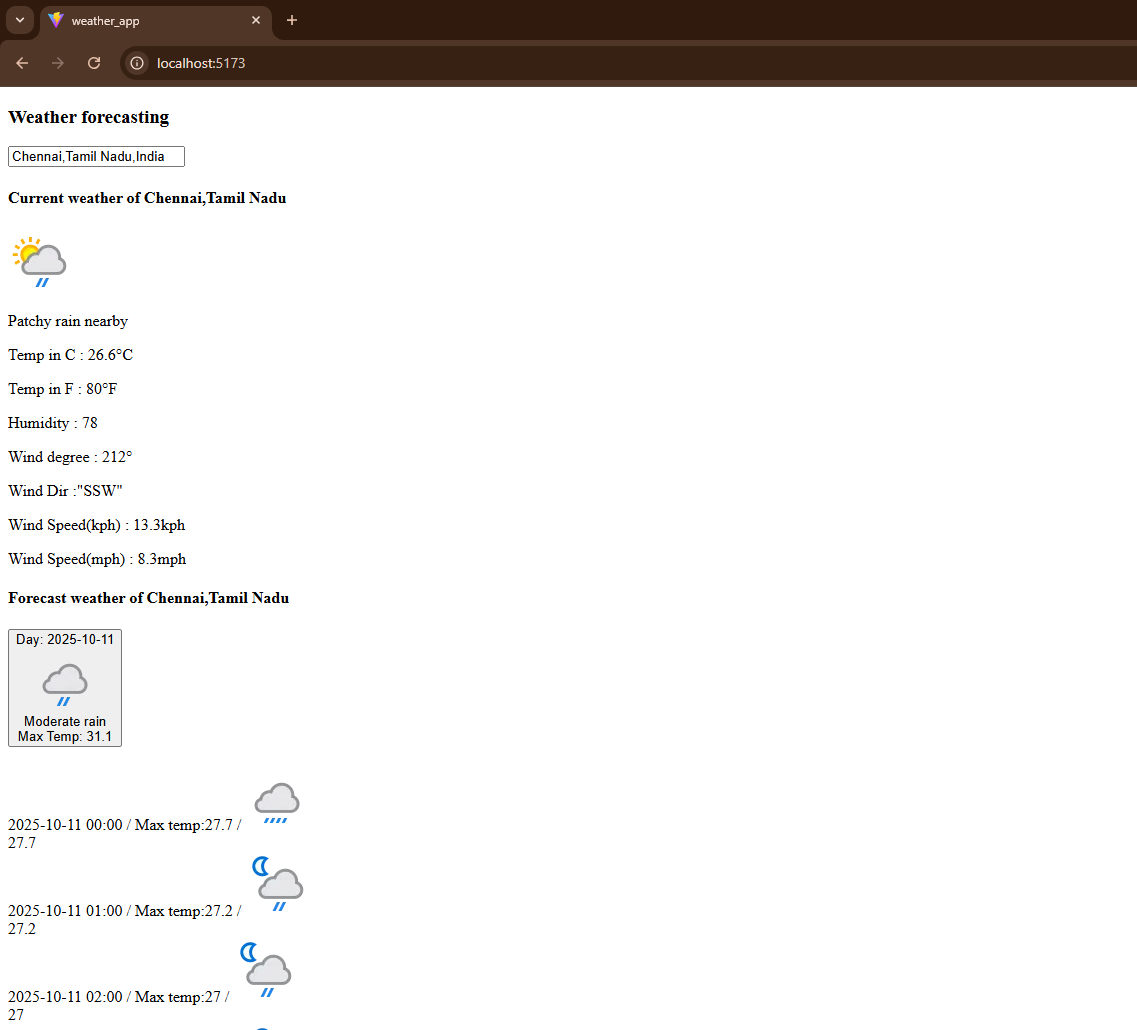 weather_app
localhost:5173
Weather forecasting
Chennai,Tamil Nadu,India
Current weather of Chennai,Tamil Nadu
Patchy rain nearby
Temp in C : 26.6°C
Temp in F : 80°F
Humidity : 78
Wind degree : 212°
Wind Dir :"SSW"
Wind Speed(kph) : 13.3kph
Wind Speed(mph) : 8.3mph
Forecast weather of Chennai,Tamil Nadu
Day: 2025-10-11
Moderate rain
Max Temp: 31.1
2025-10-11 00:00 / Max temp:27.7 /
27.7
2025-10-11 01:00 / Max temp:27.2 /
27.2
2025-10-11 02:00 / Max temp:27 /
27